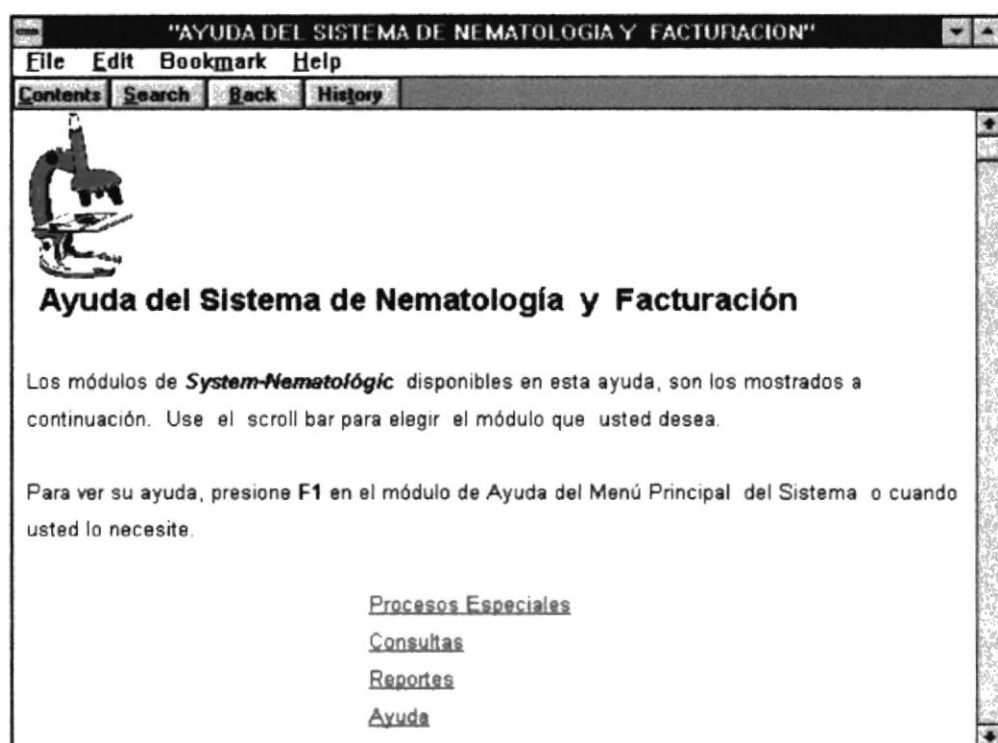 "AYUDA DEL SISTEMA DE NEMATOLOGIA Y FACTURACION"
File Edit Bookmark Help
Contents Search Back History
Ayuda del Sistema de Nematología y Facturación
Los módulos de System-Nematológic disponibles en esta ayuda, son los mostrados a
continuación. Use el scroll bar para elegir el módulo que usted desea.
Para ver su ayuda, presione F1 en el módulo de Ayuda del Menú Principal del Sistema o cuando
usted lo necesite.
Procesos Especiales
Consultas
Reportes
Ayuda